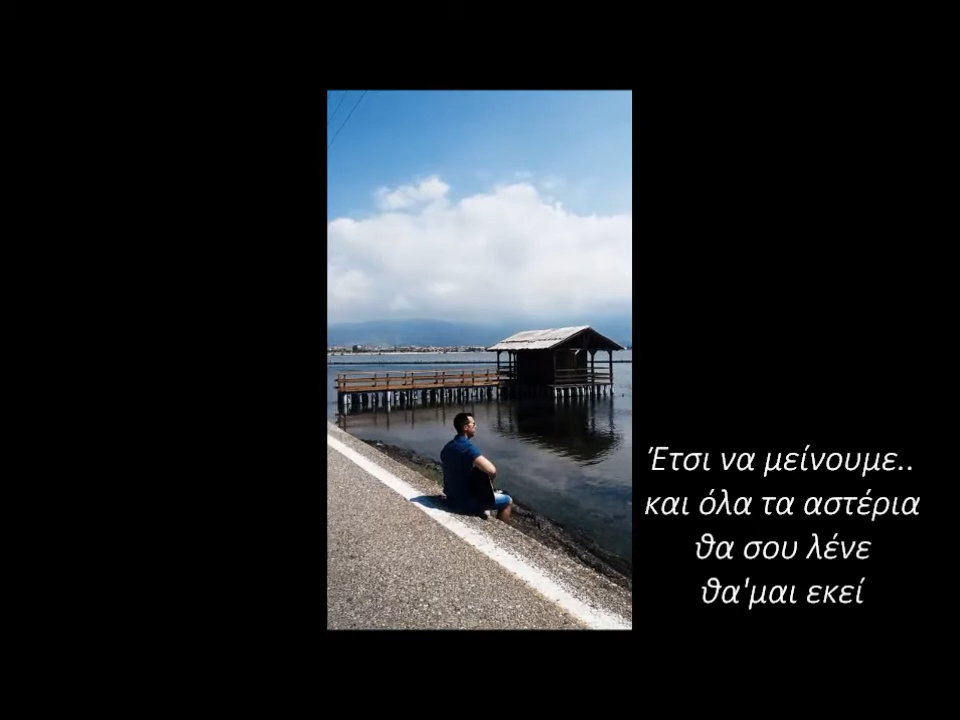 Έτσι να μείνουμε..
και όλα τα αστέρια
θα σου λένε
θα'μαι εκεί